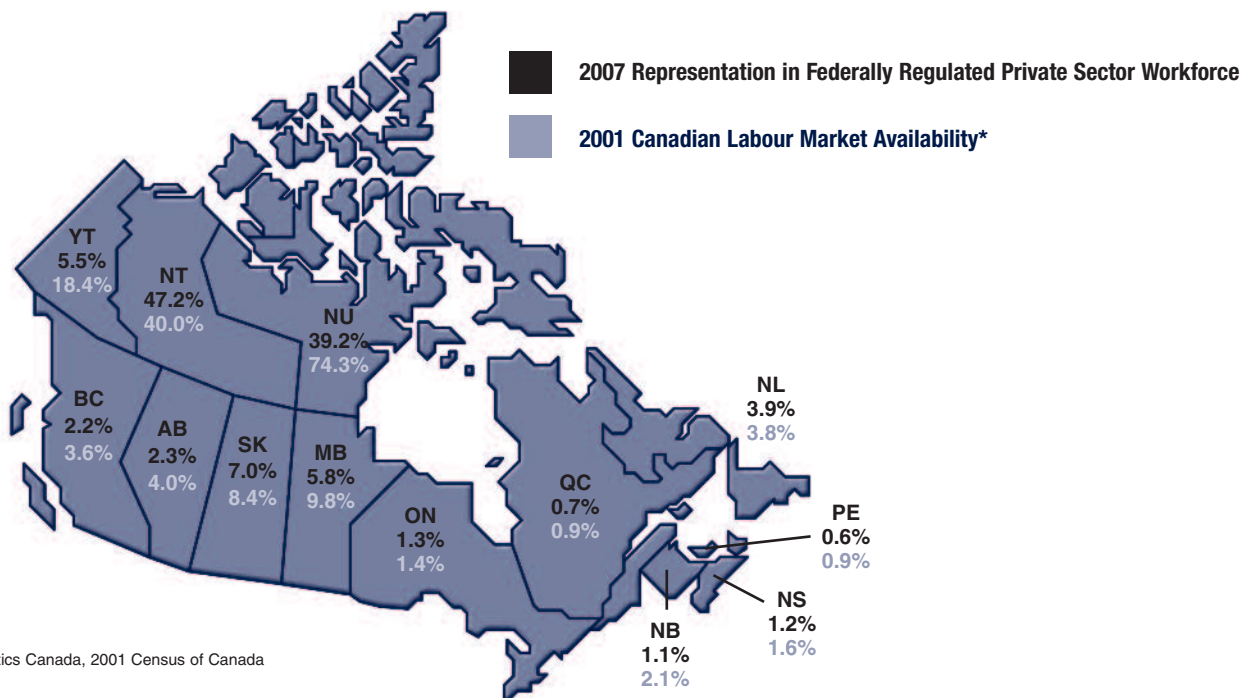 2007 Representation in Federally Regulated Private Sector Workforce
2001 Canadian Labour Market Availability*
YT
5.5%
18.4%
NT
47.2%
40.0%
NU
39.2%
74.3%
BC
2.2%
3.6%
AB
2.3%
4.0%
SK
7.0%
8.4%
MB
5.8%
9.8%
ON
1.3%
1.4%
QC
0.7%
0.9%
NL
3.9%
3.8%
PE
0.6%
0.9%
NS
1.2%
1.6%
NB
1.1%
2.1%
Canada, 2001 Census of Canada